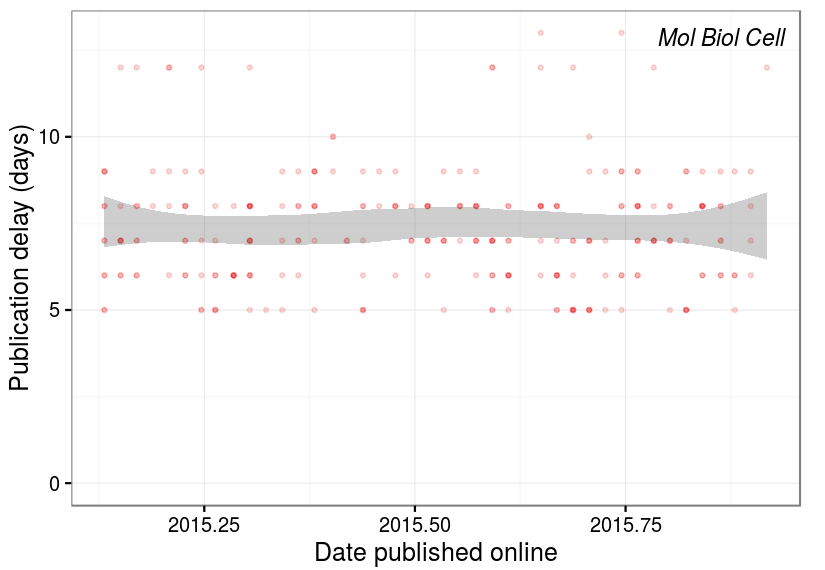 Mol Biol Cell
Publication delay (days)
10
5
0
2015.25 2015.50 2015.75
Date published online